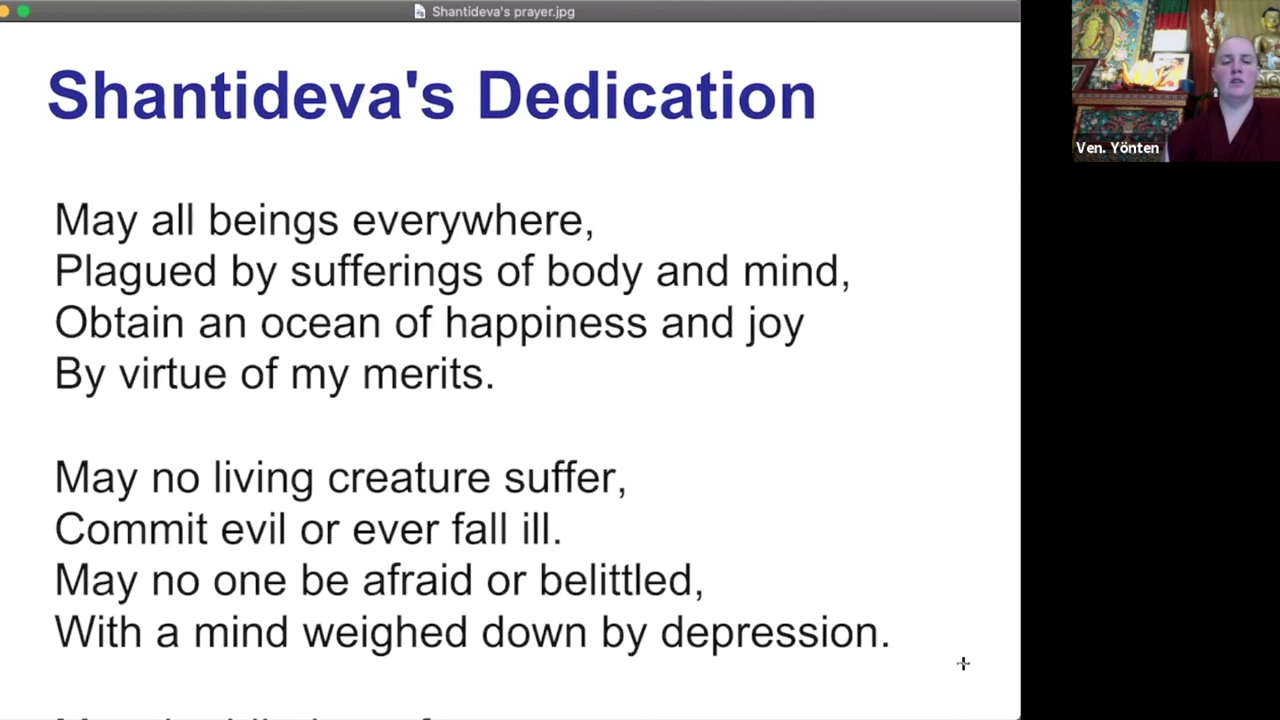 Shantideva's prayer.jpg
Shantideva's Dedication
May all beings everywhere,
Plagued by sufferings of body and mind,
Obtain an ocean of happiness and joy
By virtue of my merits.
May no living creature suffer,
Commit evil or ever fall ill.
May no one be afraid or belittled,
With a mind weighed down by depression.
Ven. Yönten